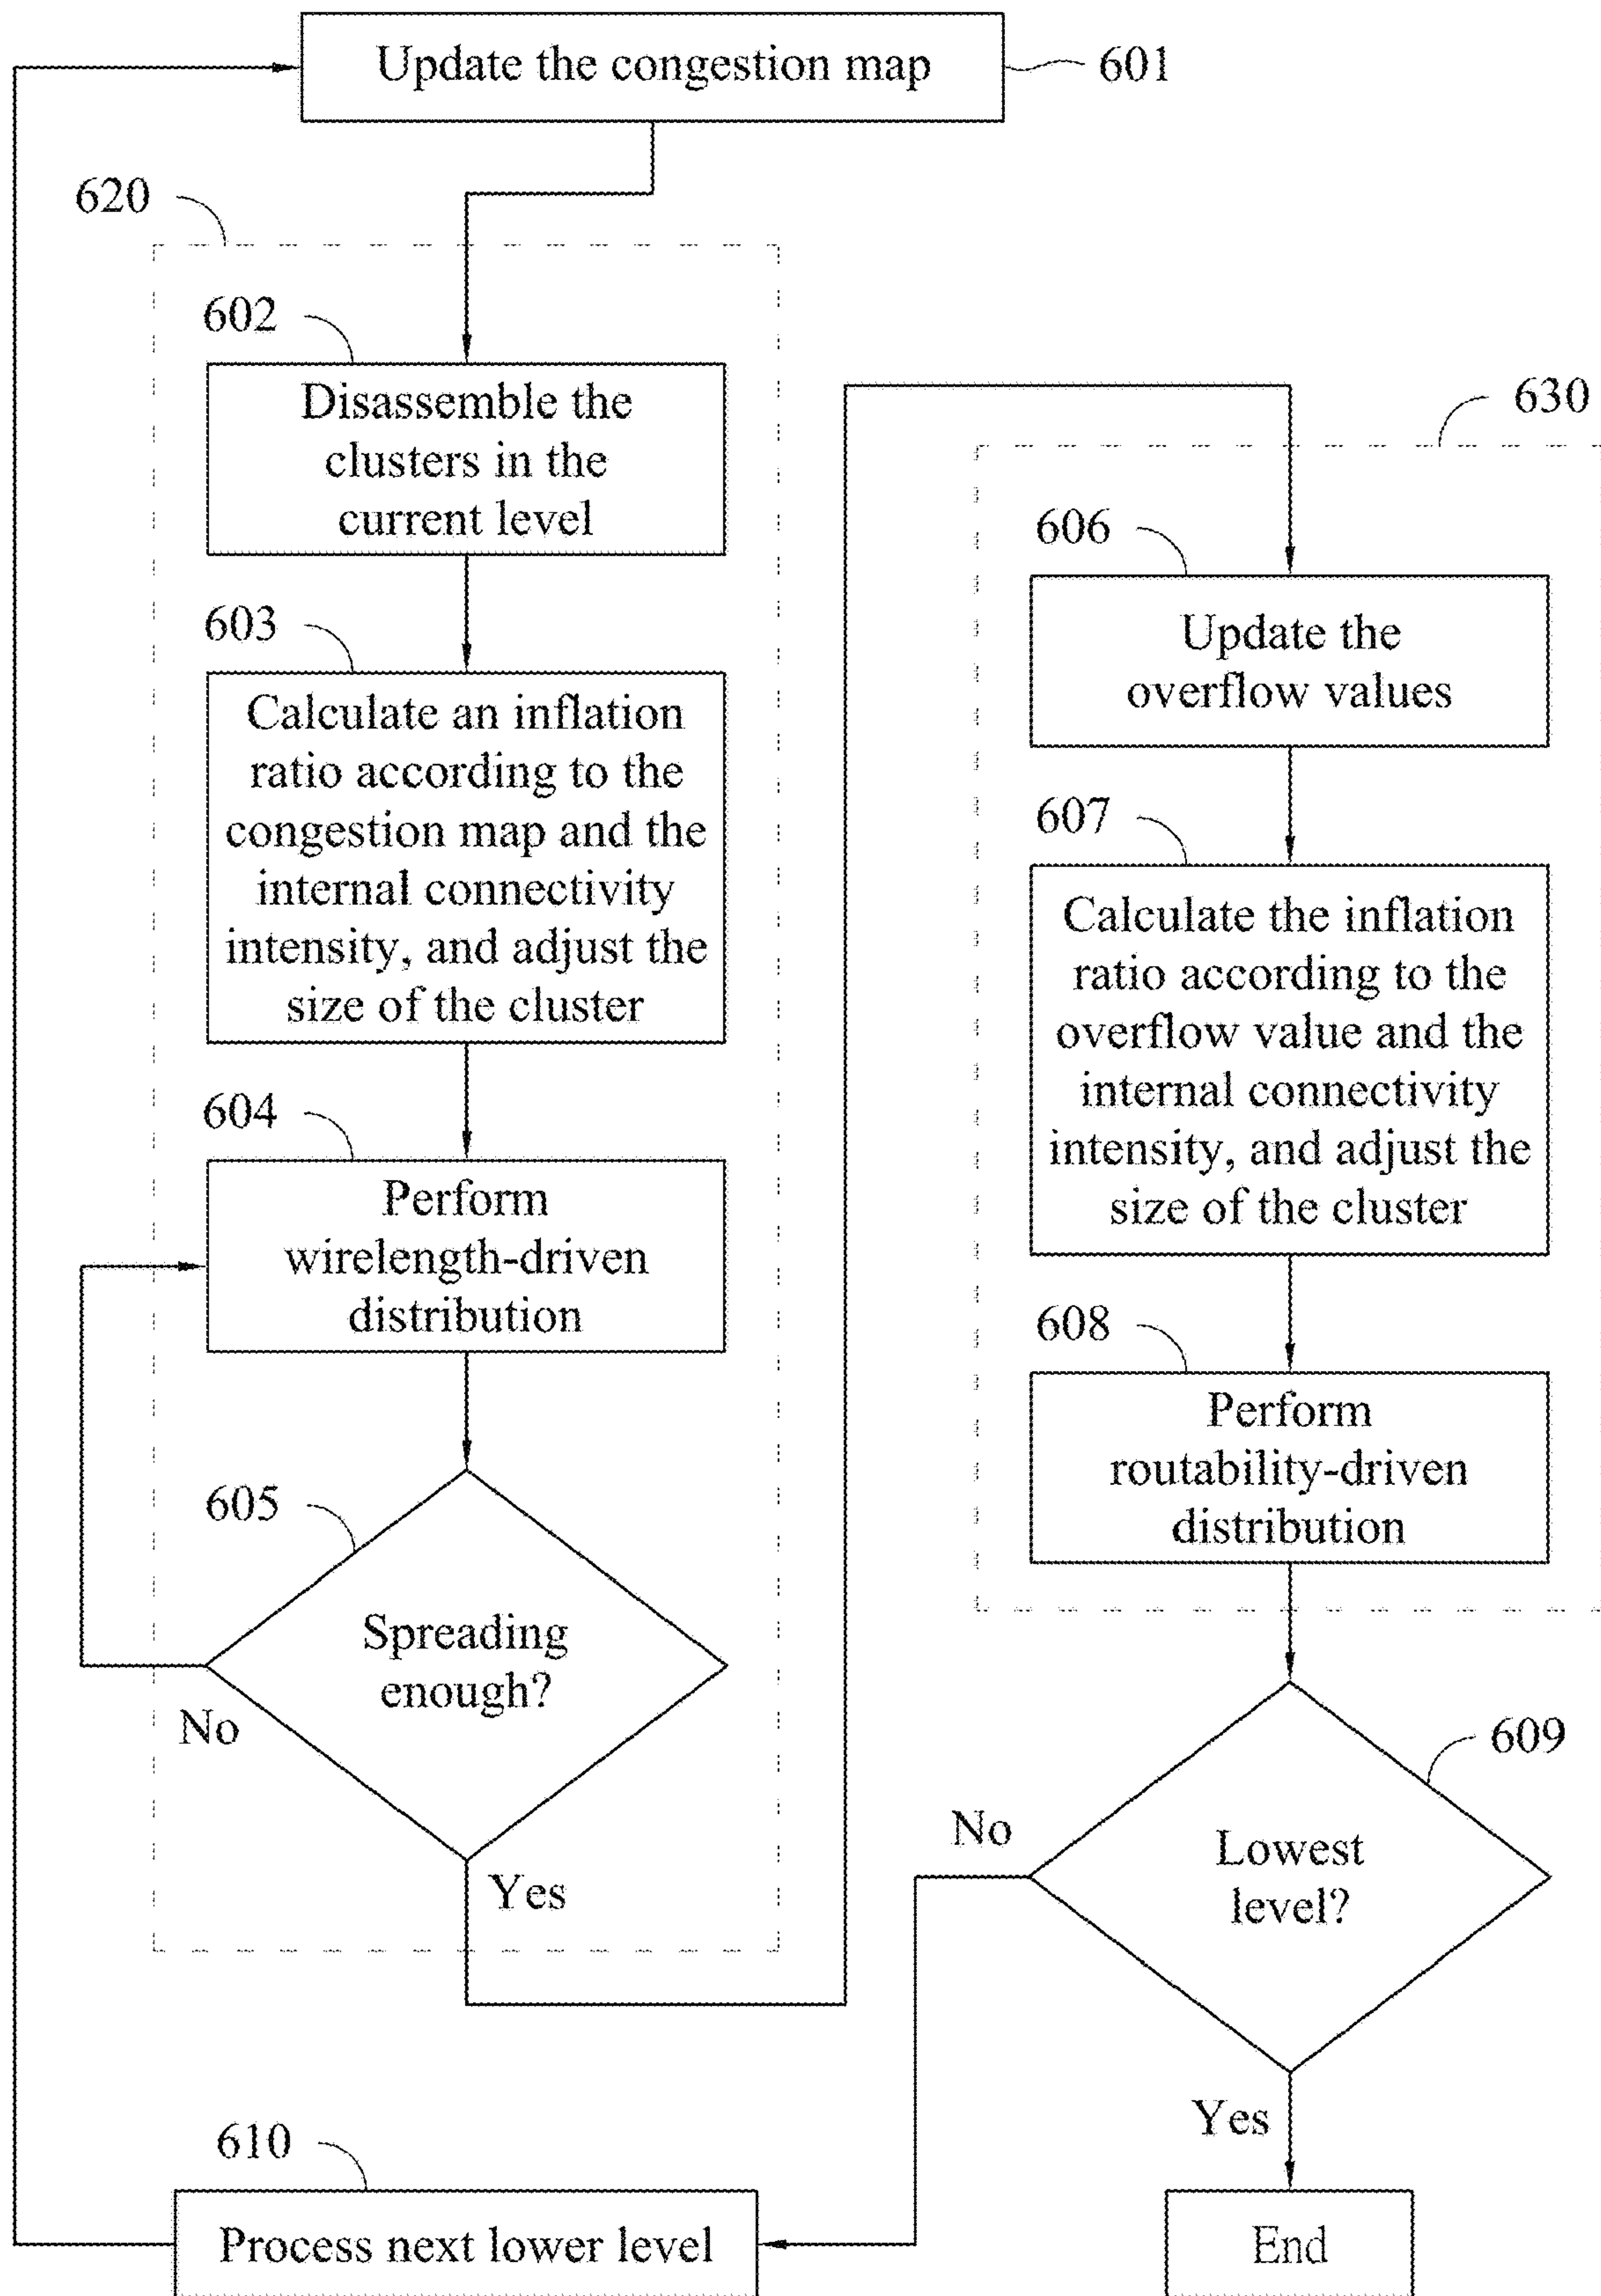 Update the congestion map
601
620
602
Disassemble the
clusters in the
current level
603
Calculate an inflation
ratio according to the
congestion map and the
internal connectivity
intensity, and adjust the
size of the cluster
604
Perform
wirelength-driven
distribution
605
Spreading
enough?
No
Yes
630
606
Update the
overflow values
607
Calculate the inflation
ratio according to the
overflow value and the
internal connectivity
intensity, and adjust the
size of the cluster
608
Perform
routability-driven
distribution
609
Lowest
level?
No
Yes
610
Process next lower level
End